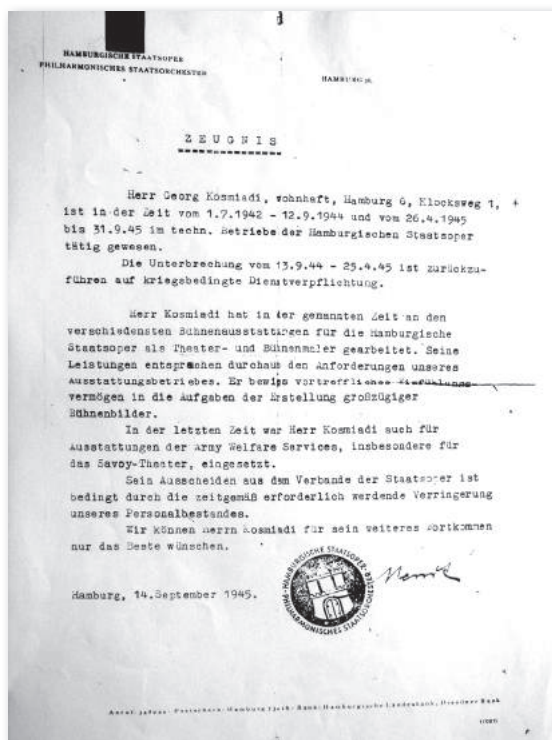 HAMBURGISCHE STAATSOPER
PHILHARMONISCHES STAATSORCHESTER
HAMBURG 36,
ZEUGNIS
Herr Georg Kosmiadi, wohnhaft, Hamburg 6, Klocksweg 1,
ist in der Zeit vom 1.7.1942 - 12.9.1944 und vom 26.4.1945
bis 31.9.45 im techn. Betriebe der Hamburgischen Staatsoper
tätig gewesen.
Die Unterbrechung vom 13.9.44 - 25.4.45 ist zurückzu-
führen auf kriegsbedingte Dienstverpflichtung.
Herr Kosmiadi hat in der genannten Zeit an den
verschiedensten Bühnenausstattungen für die Hamburgische
Staatsoper als Theater- und Bühnenmaler gearbeitet. Seine
Leistungen entsprachen durchaus den Anforderungen unseres
Ausstattungsbetriebes. Er bewies vortreffliches Einfühlungs-
vermögen in die Aufgaben der Erstellung großzügiger
Bühnenbilder.
In der letzten Zeit war Herr Kosmiadi auch für
Ausstattungen der Army Welfare Services, insbesondere für
das Savoy-Theater, eingesetzt.
Sein Ausscheiden aus dem Verbande der Staatsoper ist
bedingt durch die zeitgemäß erforderlich werdende Verringerung
unseres Personalbestandes.
Wir können Herrn Kosmiadi für sein weiteres Fortkommen
nur das Beste wünschen.
HAMBURGISCHE STAATSOPER
PHILHARMONISCHES STAATSORCHESTER
Hamburg, 14.September 1945.
Hamburg Bank: Hamburgische Landesbank, Dresdner Bank